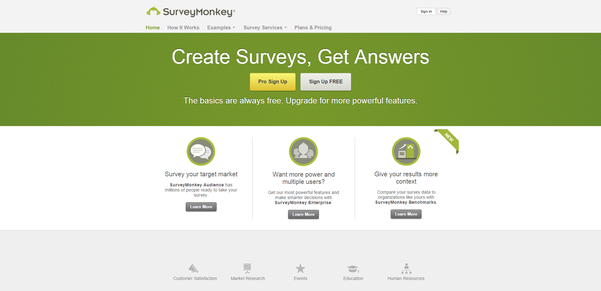 SurveyMonkey®
Sign In Help
Home How It Works Examples Survey Services Plans & Pricing
Create Surveys, Get Answers
Pro Sign Up Sign Up FREE
The basics are always free. Upgrade for more powerful features.
NEW
Survey your target market
SurveyMonkey Audience has
millions of people ready to take your
survey.
Learn More
Want more power and
multiple users?
Get our most powerful features and
make smarter decisions with
SurveyMonkey Enterprise
Learn More
Give your results more
context
Compare your survey data to
organizations like yours with
SurveyMonkey Benchmarks.
Learn More
Customer Satisfaction Market Research Events Education Human Resources